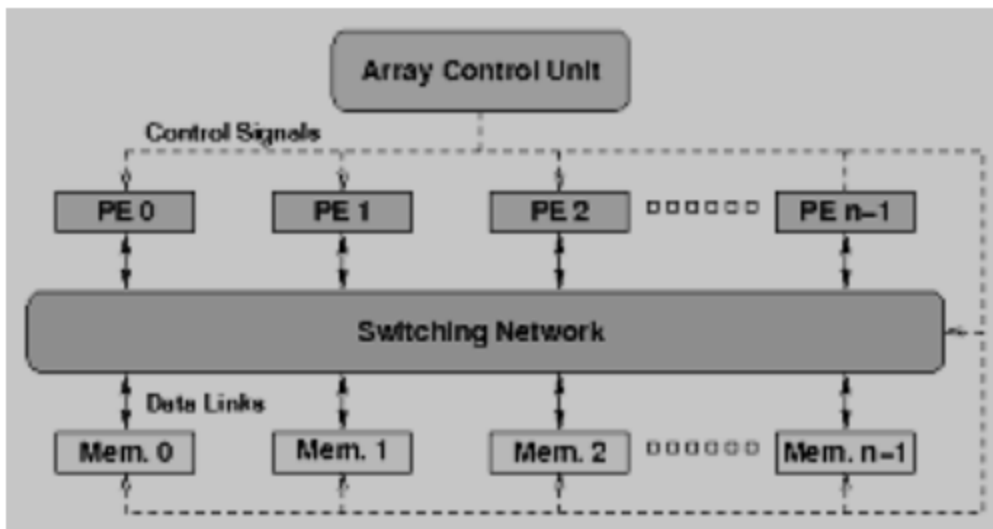 Array Control Unit
Control Signals
PE 0 PE 1 PE 2 PE n-1
Switching Network
Data Links
Mem. 0 Mem. 1 Mem. 2 Mem. n-1